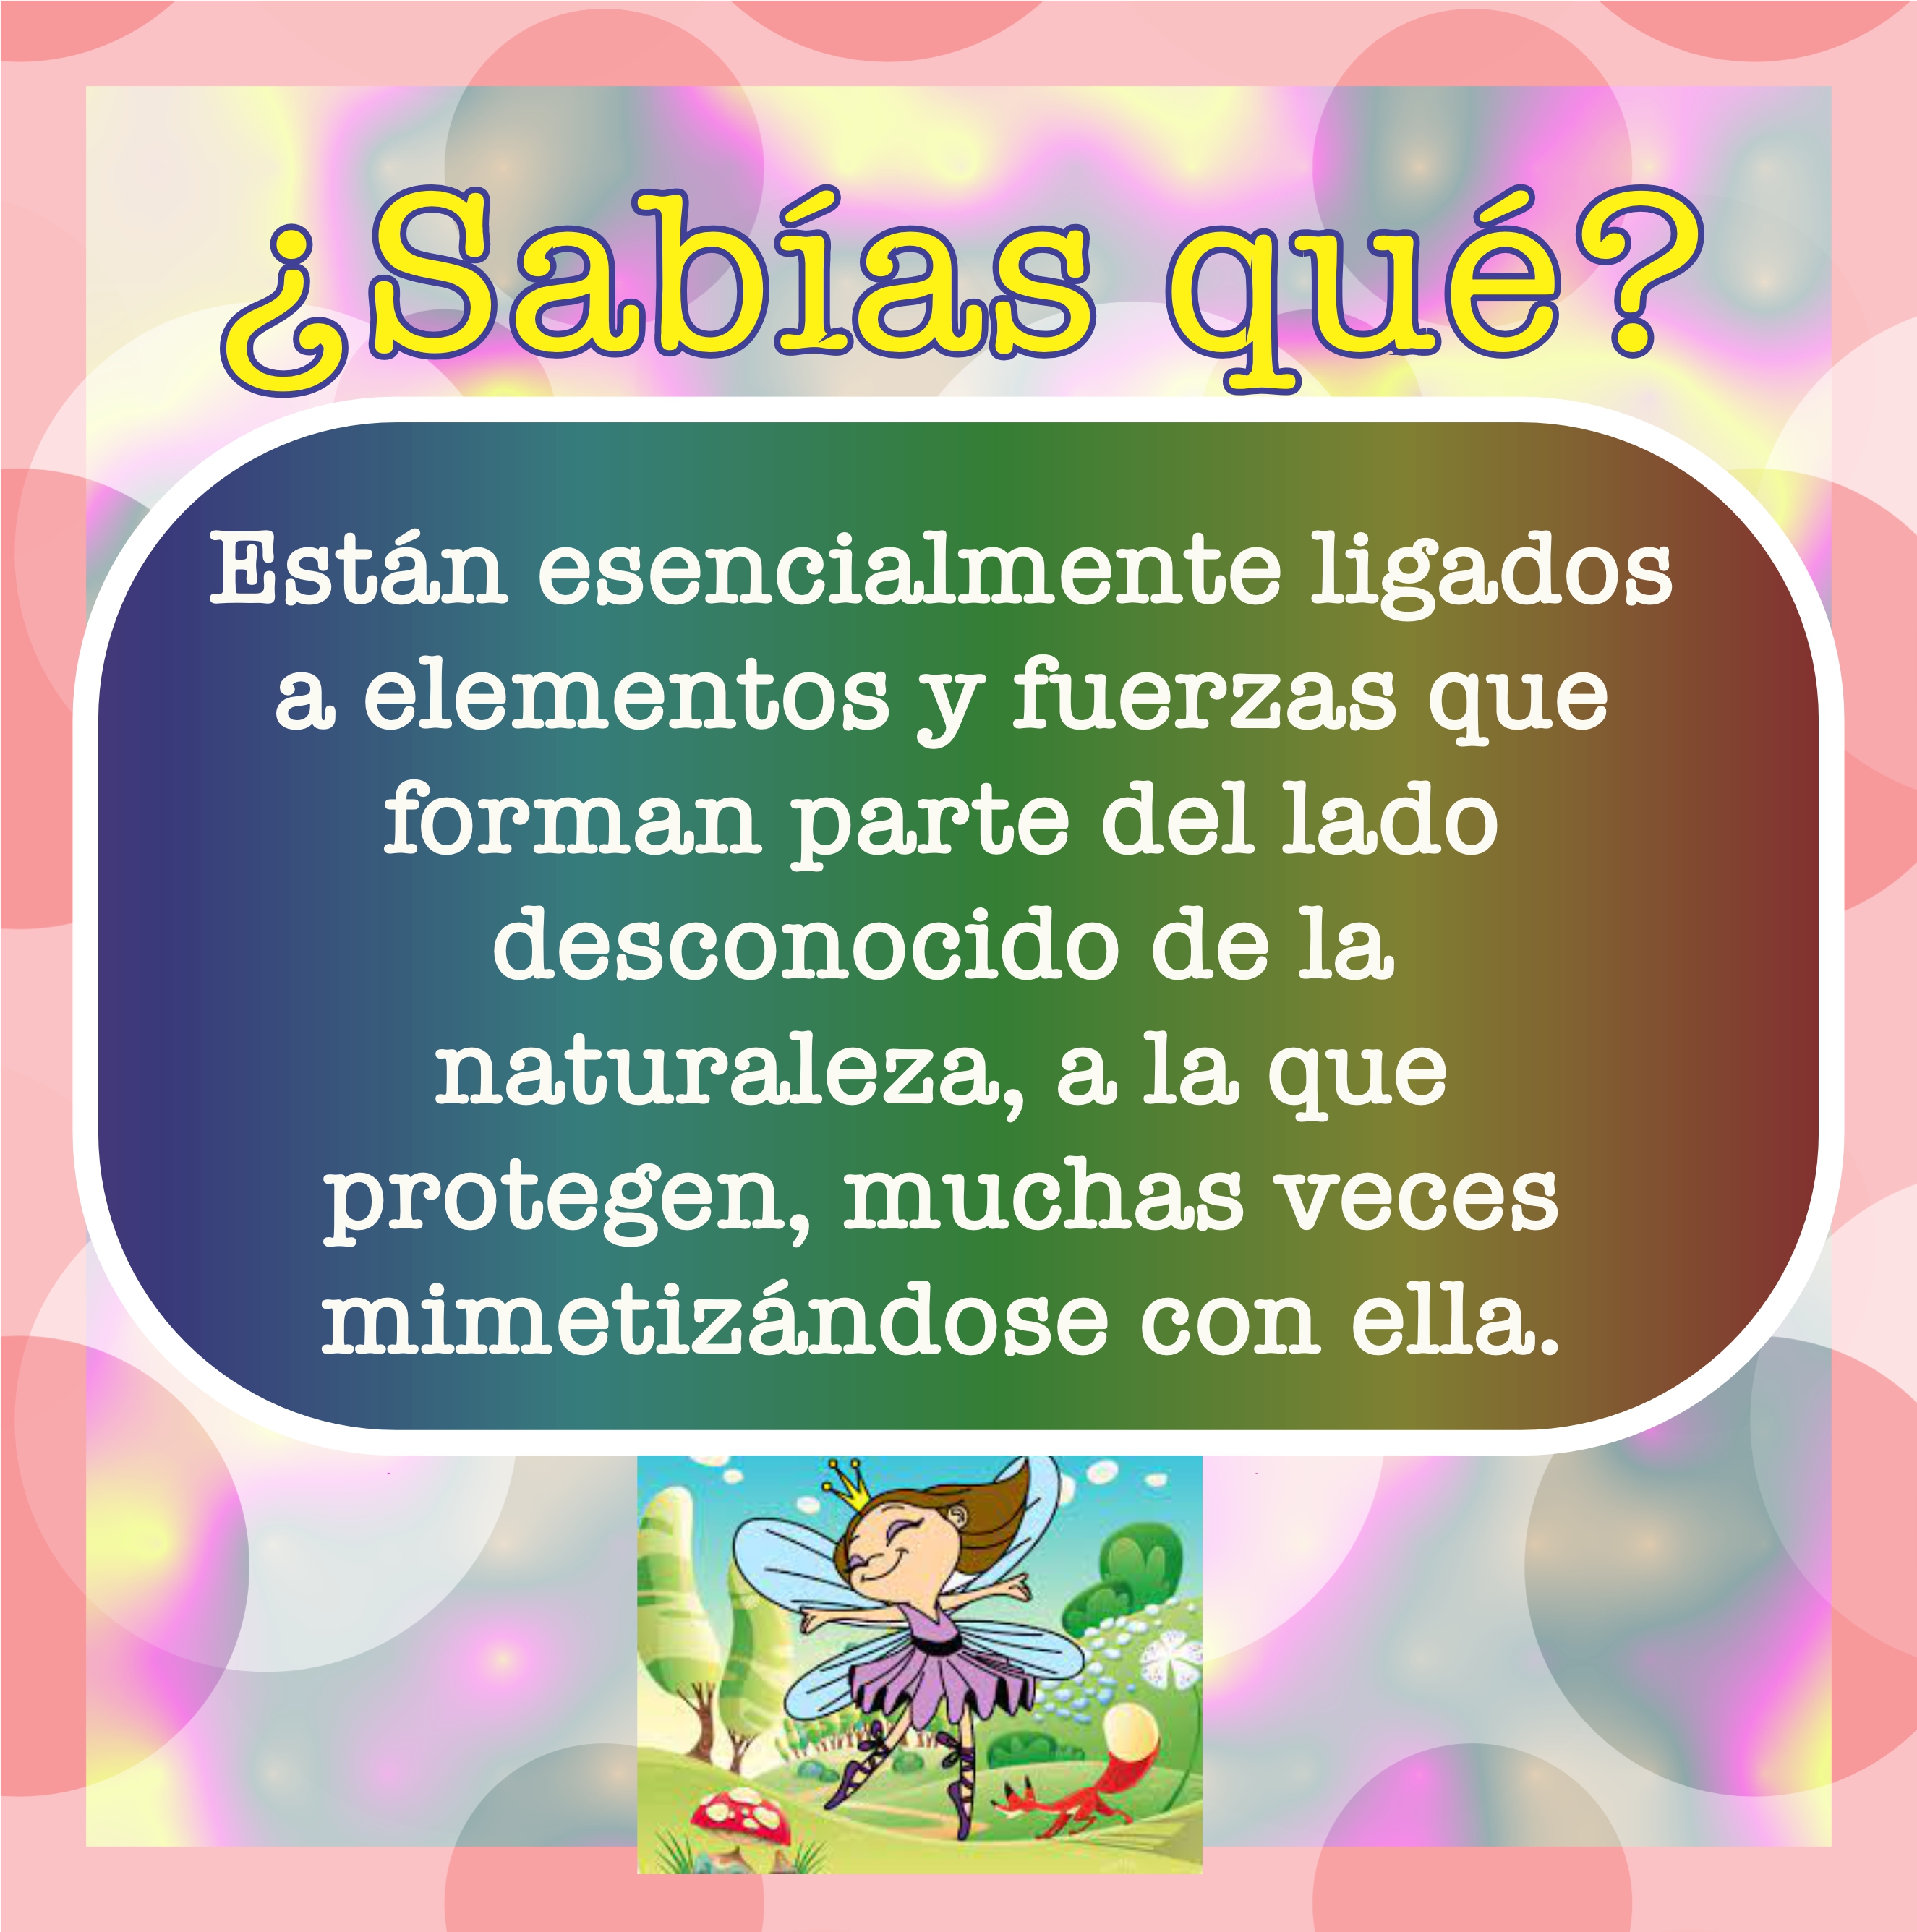 ¿Sabías qué?
Están esencialmente ligados
a elementos y fuerzas que
forman parte del lado
desconocido de la
naturaleza, a la que
protegen, muchas veces
mimetizándose con ella.